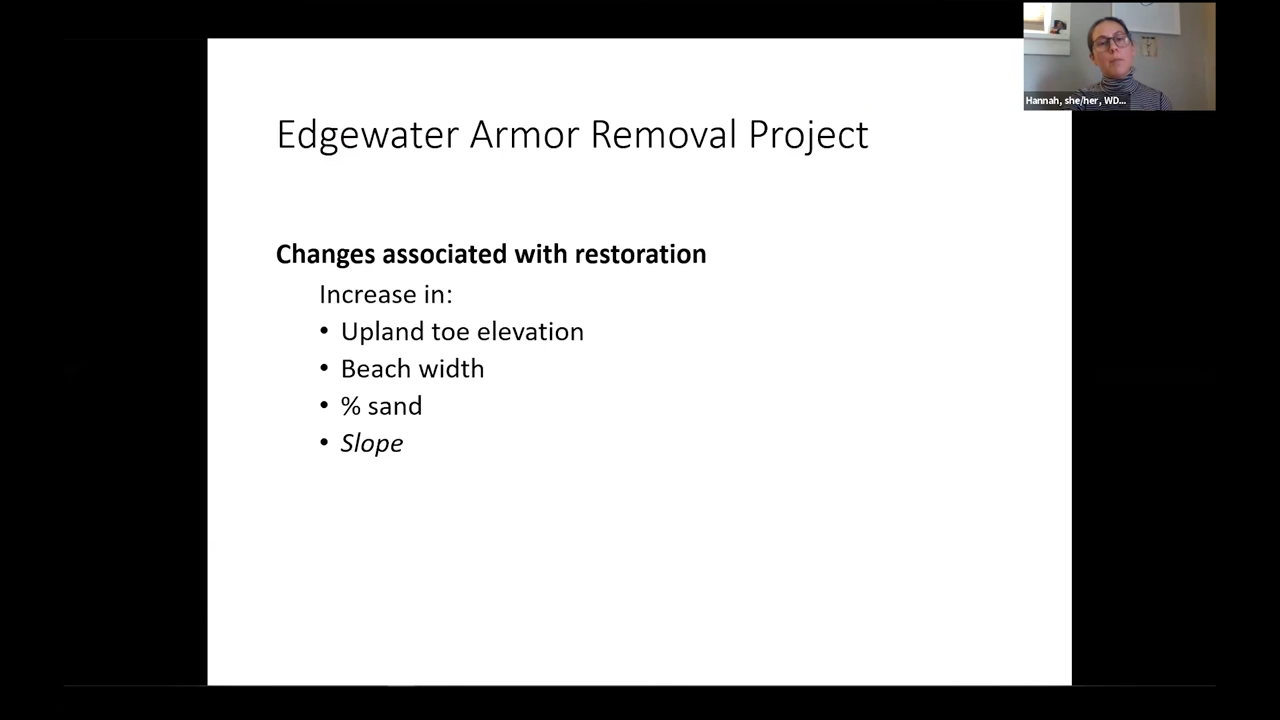 Hannah, she/her, WD...
Edgewater Armor Removal Project
Changes associated with restoration
Increase in:
• Upland toe elevation
• Beach width
• % sand
• Slope